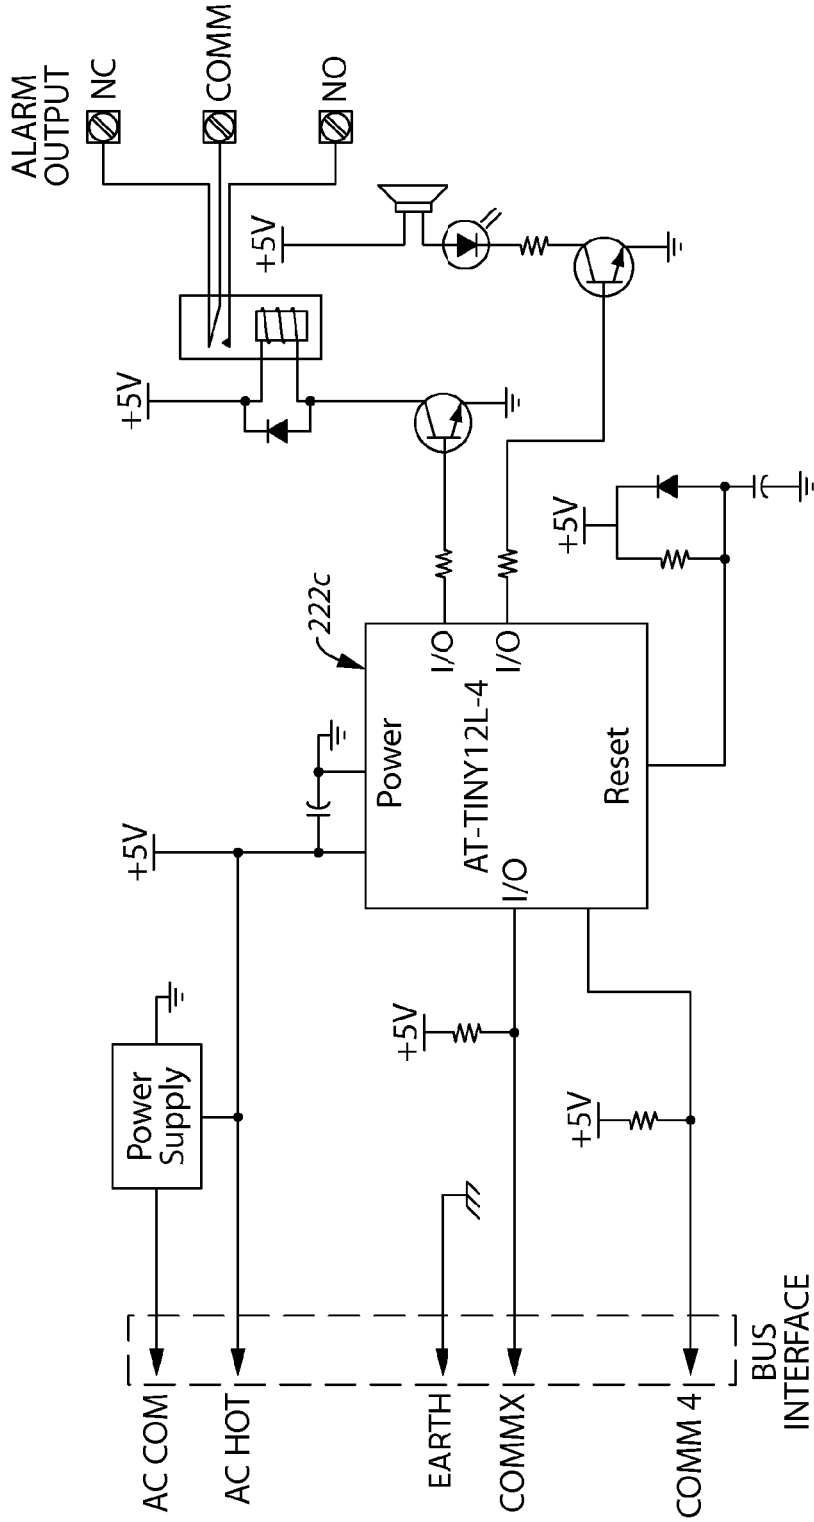 ALARM
OUTPUT
NC
COMM
NO
+5V
+5V
+5V
222c
I/O
I/O
Power
AT-TINY12L-4
Reset
I/O
+5V
Power
Supply
+5V
+5V
AC COM
AC HOT
EARTH
COMMX
COMM 4
BUS
INTERFACE